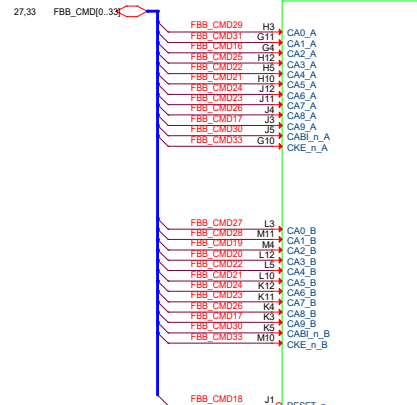 27,33 FBB_CMD[0..33]
FBB_CMD29 H3 CA0_A
FBB_CMD31 G11 CA1_A
FBB_CMD16 G4 CA2_A
FBB_CMD25 H12 CA3_A
FBB_CMD22 H5 CA4_A
FBB_CMD21 H10 CA5_A
FBB_CMD24 J12 CA6_A
FBB_CMD23 J11 CA7_A
FBB_CMD26 J4 CA8_A
FBB_CMD17 J3 CA9_A
FBB_CMD30 J5 CABI_n_A
FBB_CMD33 G10 CKE_n_A
FBB_CMD27 L3 CA0_B
FBB_CMD28 M11 CA1_B
FBB_CMD19 M4 CA2_B
FBB_CMD20 L12 CA3_B
FBB_CMD22 L5 CA4_B
FBB_CMD21 L10 CA5_B
FBB_CMD24 K12 CA6_B
FBB_CMD23 K11 CA7_B
FBB_CMD26 K4 CA8_B
FBB_CMD17 K3 CA9_B
FBB_CMD30 K5 CABI_n_B
FBB_CMD33 M10 CKE_n_B
FBB_CMD18 J1 RESET_n